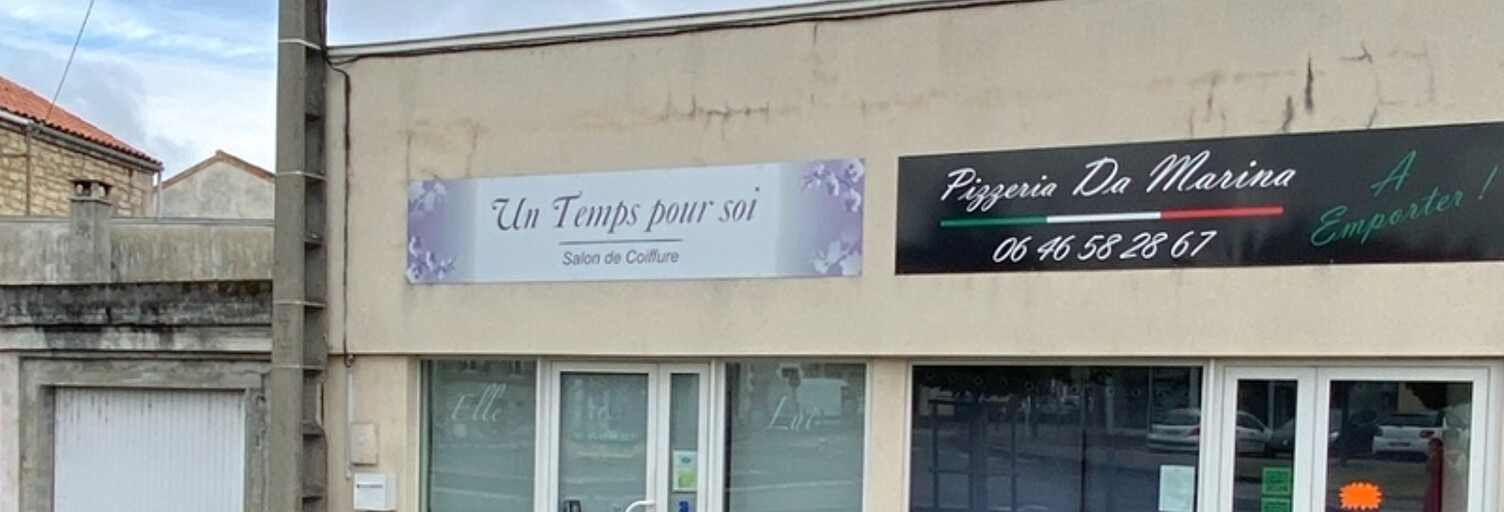 Un Temps pour soi
Salon de Coiffure
Pizzeria Da Marina
06 46 58 28 67
A
Emporter !
Elle
Lui